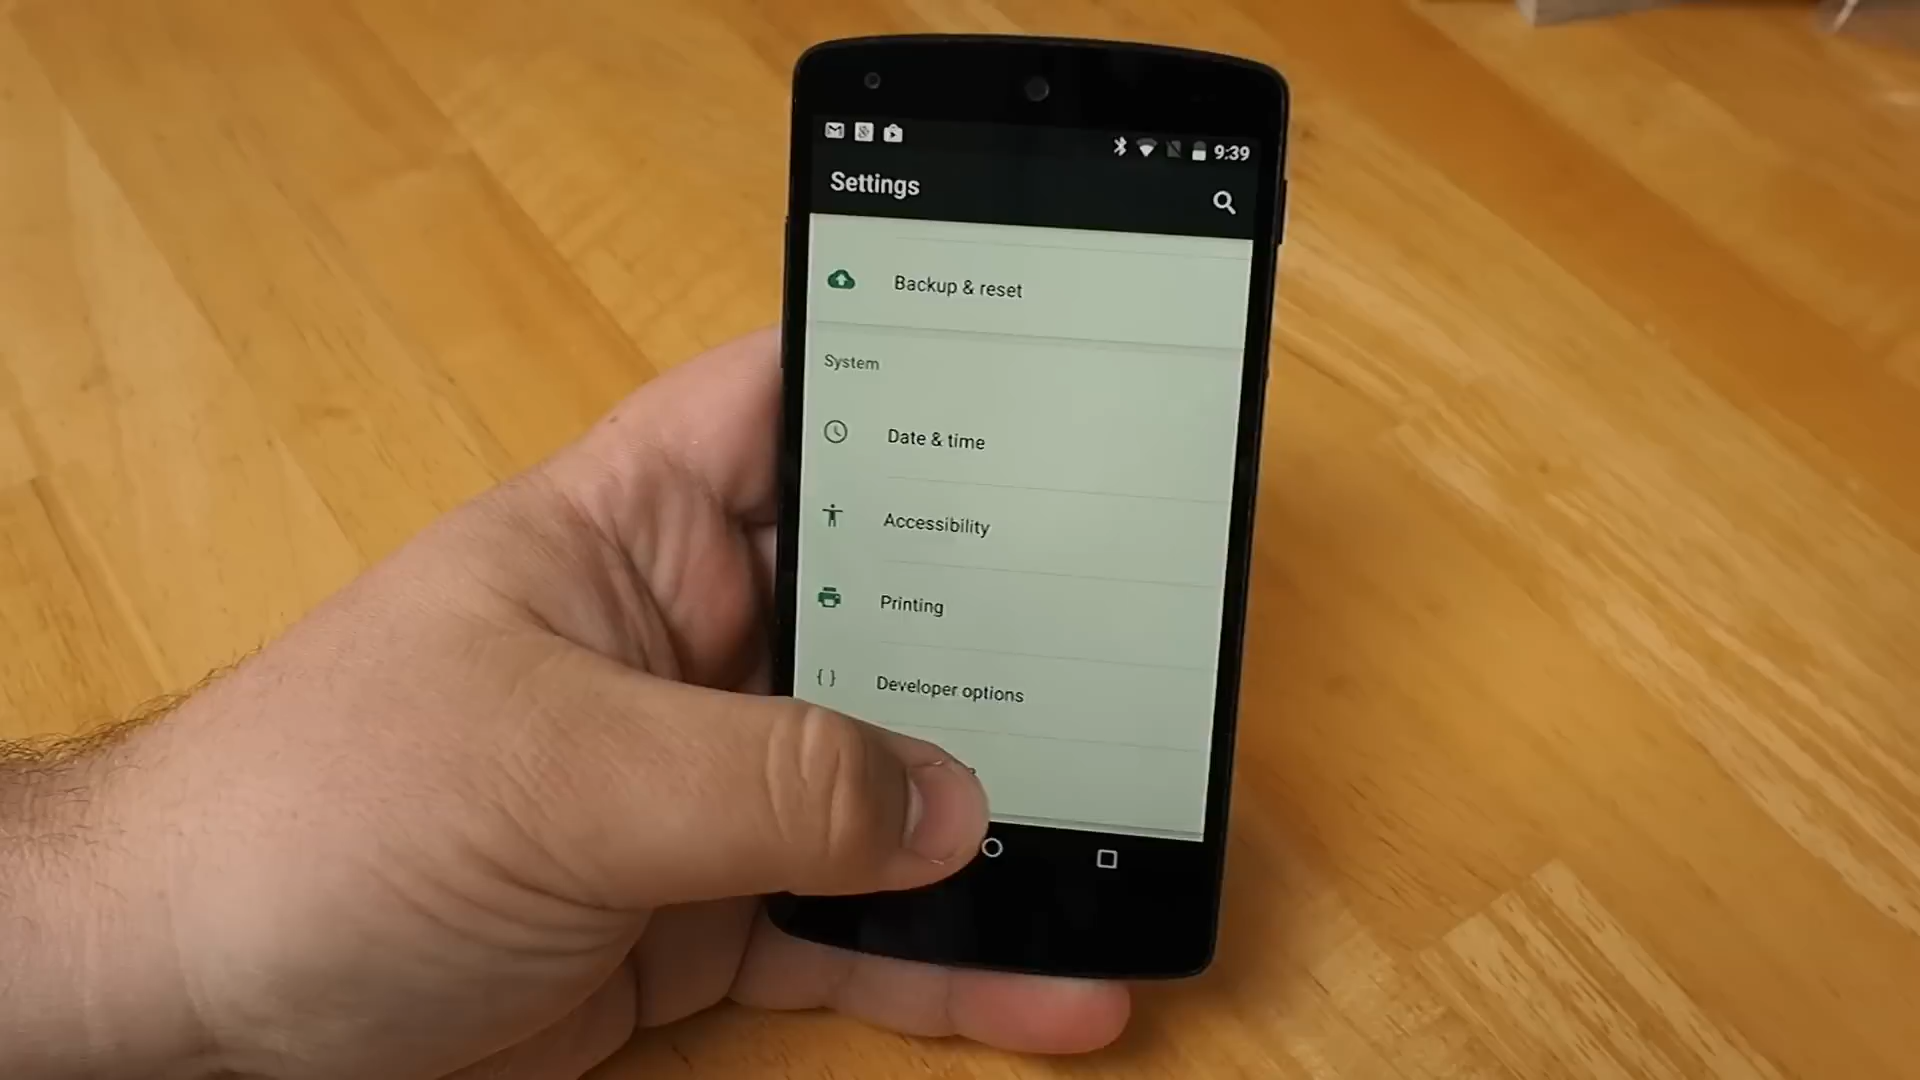 9:39
Settings
Backup & reset
System
Date & time
Accessibility
Printing
{ } Developer options